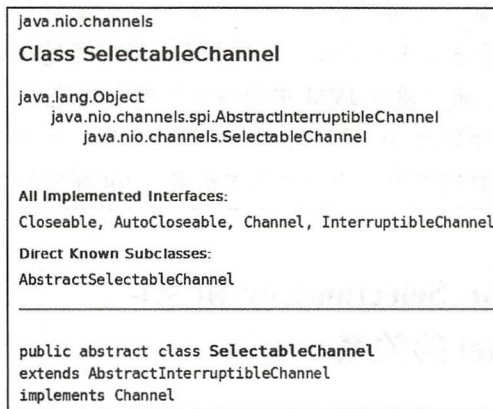 java.nio.channels
Class SelectableChannel
java.lang.Object
java.nio.channels.spi.AbstractInterruptibleChannel
java.nio.channels.SelectableChannel
All Implemented Interfaces:
Closeable, AutoCloseable, Channel, InterruptibleChannel
Direct Known Subclasses:
AbstractSelectableChannel
public abstract class SelectableChannel
extends AbstractInterruptibleChannel
implements Channel